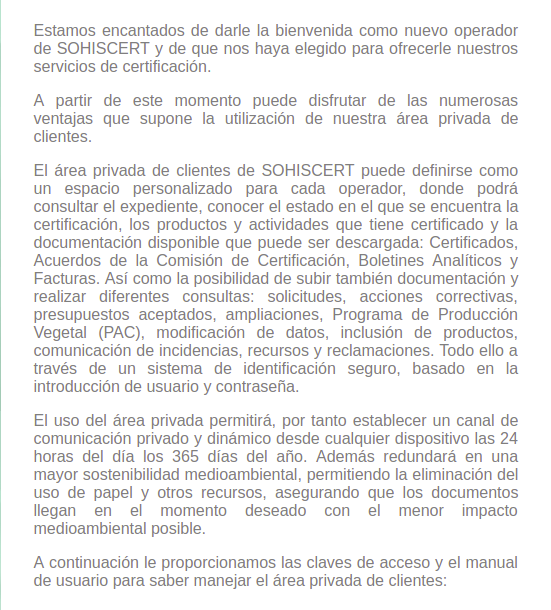 Estamos encantados de darle la bienvenida como nuevo operador
de SOHISCERT y de que nos haya elegido para ofrecerle nuestros
servicios de certificación.
A partir de este momento puede disfrutar de las numerosas
ventajas que supone la utilización de nuestra área privada de
clientes.
El área privada de clientes de SOHISCERT puede definirse como
un espacio personalizado para cada operador, donde podrá
consultar el expediente, conocer el estado en el que se encuentra la
certificación, los productos y actividades que tiene certificado y la
documentación disponible que puede ser descargada: Certificados,
Acuerdos de la Comisión de Certificación, Boletines Analíticos y
Facturas. Así como la posibilidad de subir también documentación y
realizar diferentes consultas: solicitudes, acciones correctivas,
presupuestos aceptados, ampliaciones, Programa de Producción
Vegetal (PAC), modificación de datos, inclusión de productos,
comunicación de incidencias, recursos y reclamaciones. Todo ello a
través de un sistema de identificación seguro, basado en la
introducción de usuario y contraseña.
El uso del área privada permitirá, por tanto establecer un canal de
comunicación privado y dinámico desde cualquier dispositivo las 24
horas del día los 365 días del año. Además redundará en una
mayor sostenibilidad medioambiental, permitiendo la eliminación del
uso de papel y otros recursos, asegurando que los documentos
llegan en el momento deseado con el menor impacto
medioambiental posible.
A continuación le proporcionamos las claves de acceso y el manual
de usuario para saber manejar el área privada de clientes: